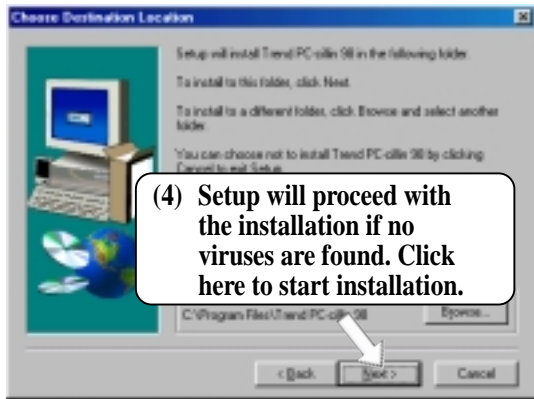 Choose Destination Location
Setup will install Trend PC-cillin 98 in the following folder.
To install to this folder, click Next.
To install to a different folder, click Browse and select another
folder.
You can choose not to install Trend PC-cillin 98 by clicking
Cancel to exit Setup.
(4) Setup will proceed with
the installation if no
viruses are found. Click
here to start installation.
C:\Program Files\Trend PC-cillin 98
Browse...
< Back
Next >
Cancel